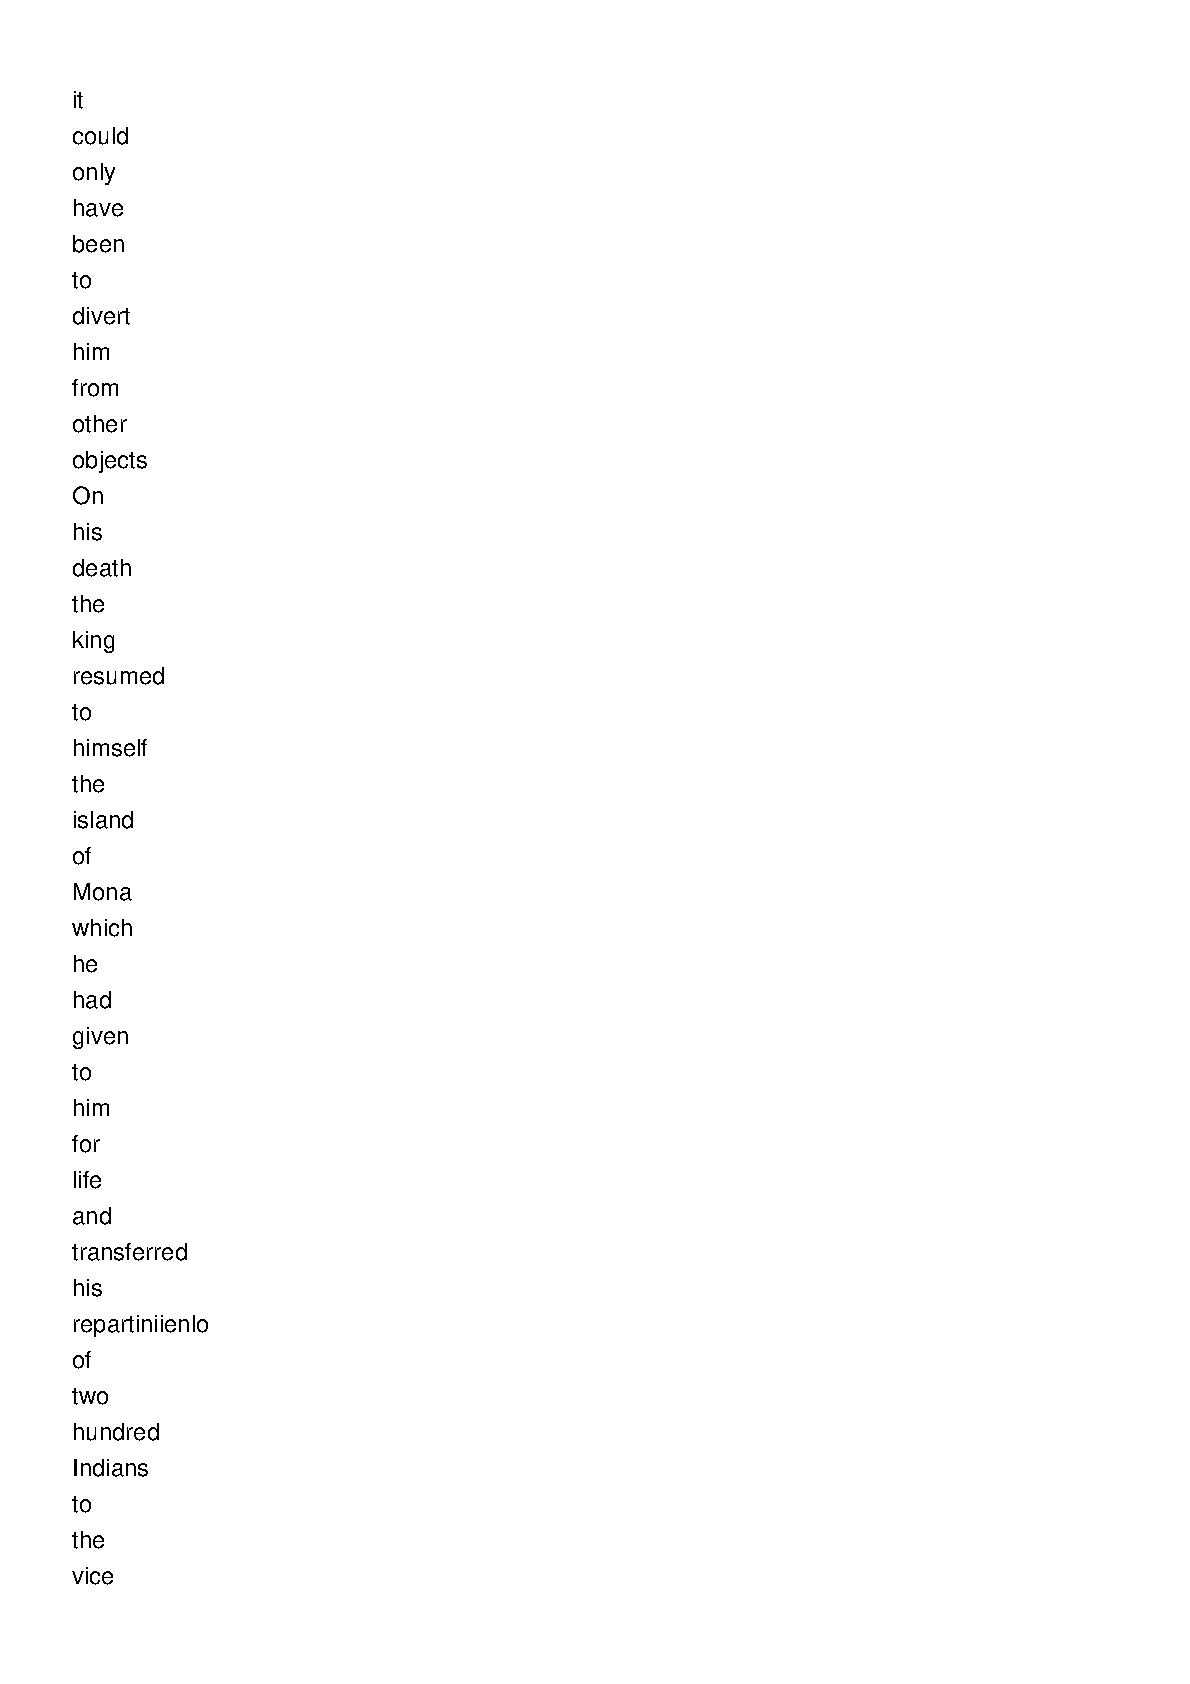 it
could
only
have
been
to
divert
him
from
other
objects
On
his
death
the
king
resumed
to
himself
the
island
of
Mona
which
he
had
given
to
him
for
life
and
transferred
his
repartiniienlo
of
two
hundred
Indians
to
the
vice